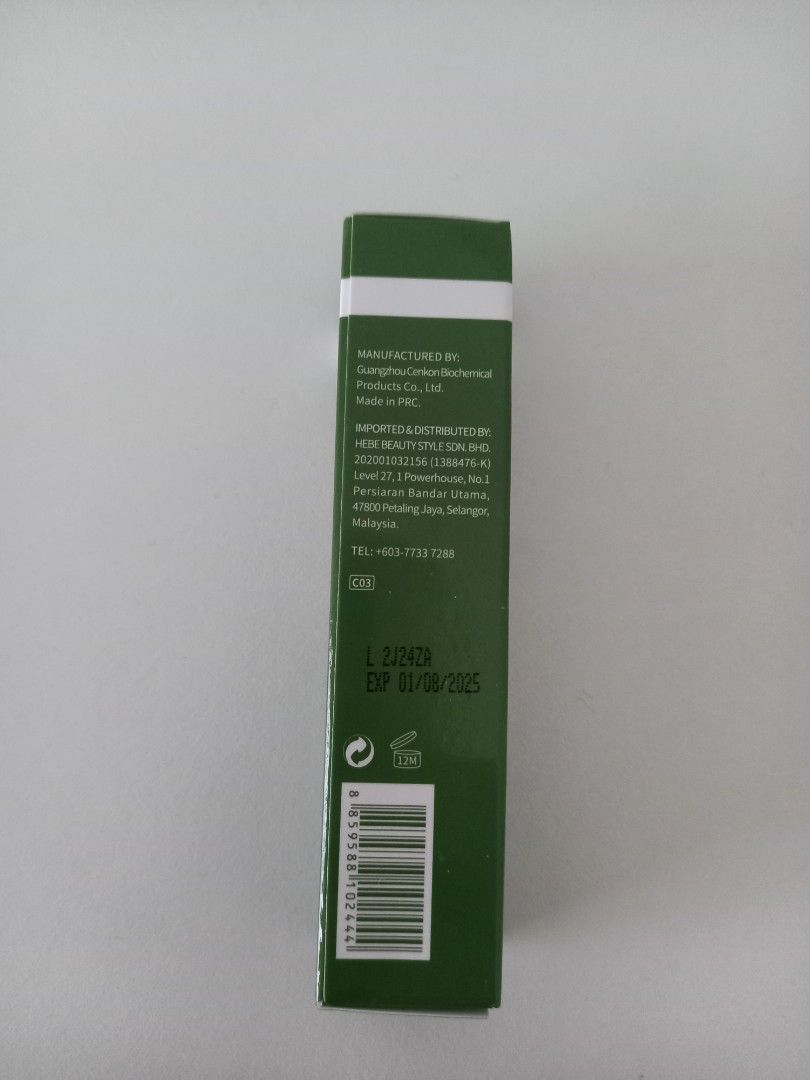 MANUFACTURED BY:
Guangzhou Cenkon Biochemical
Products Co., Ltd.
Made in PRC.
IMPORTED & DISTRIBUTED BY:
HEBE BEAUTY STYLE SDN. BHD.
202001032156 (1388476-K)
Level 27, 1 Powerhouse, No.1
Persiaran Bandar Utama,
47800 Petaling Jaya, Selangor,
Malaysia.
TEL: +603-7733 7288
C03
L 2J24ZA
EXP 01/08/2025
12M
8 859588 102444